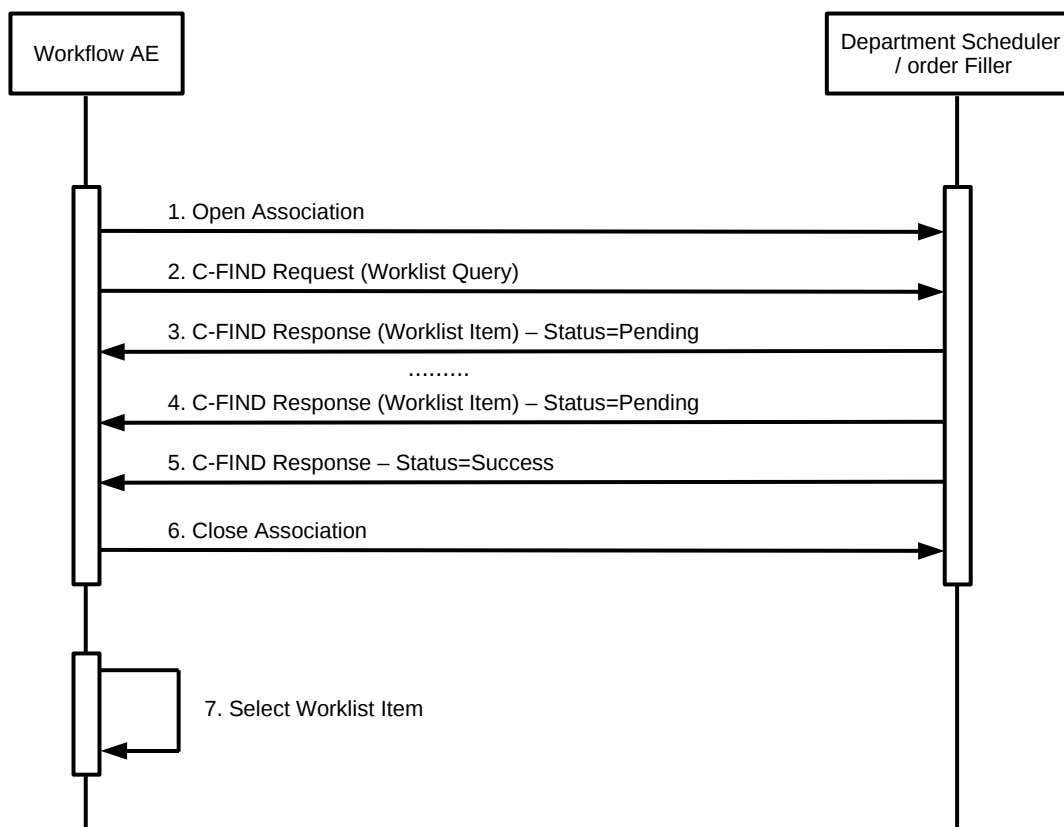 Workflow AE
Department Scheduler
/ order Filler
1. Open Association
2. C-FIND Request (Worklist Query)
3. C-FIND Response (Worklist Item) – Status=Pending
.........
4. C-FIND Response (Worklist Item) – Status=Pending
5. C-FIND Response – Status=Success
6. Close Association
7. Select Worklist Item